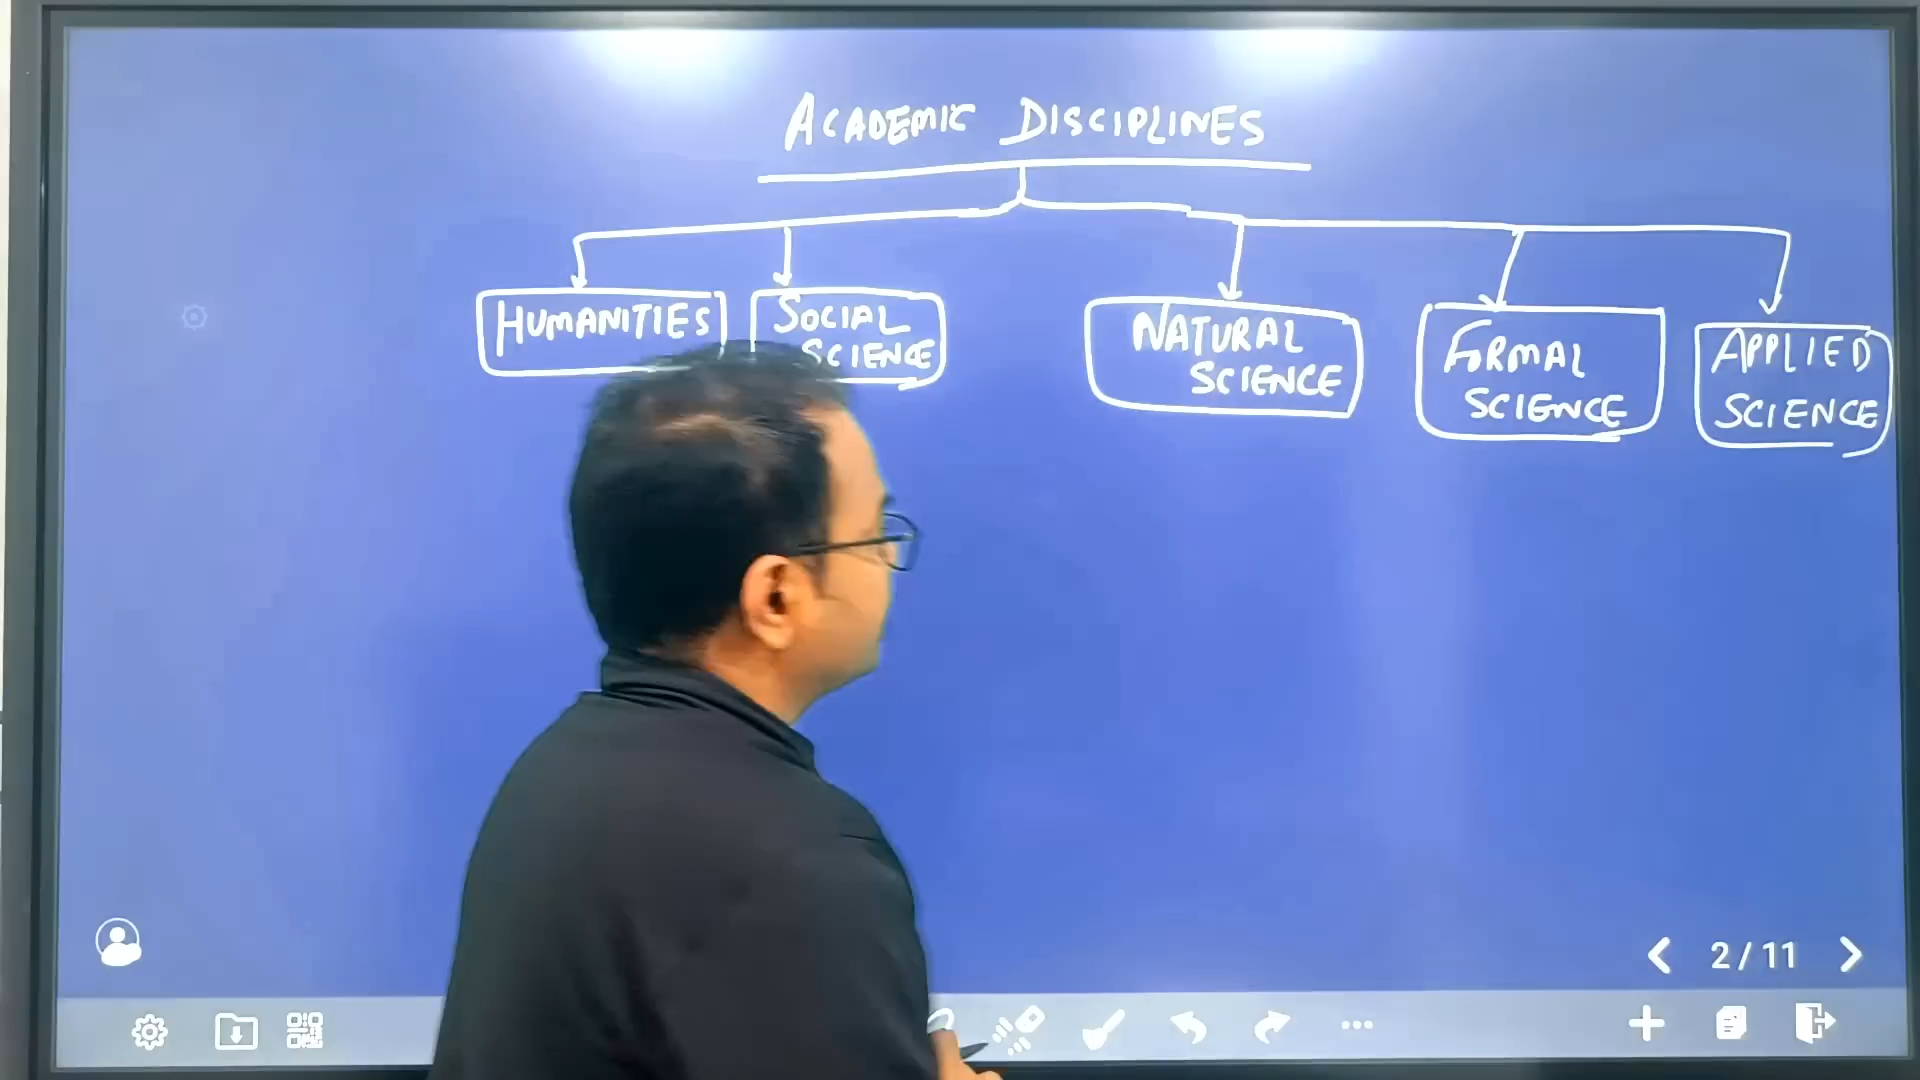 ACADEMIC DISCIPLINES
HUMANITIES
SOCIAL
SCIENCE
NATURAL
SCIENCE
FORMAL
SCIENCE
APPLIED
SCIENCE
2/11